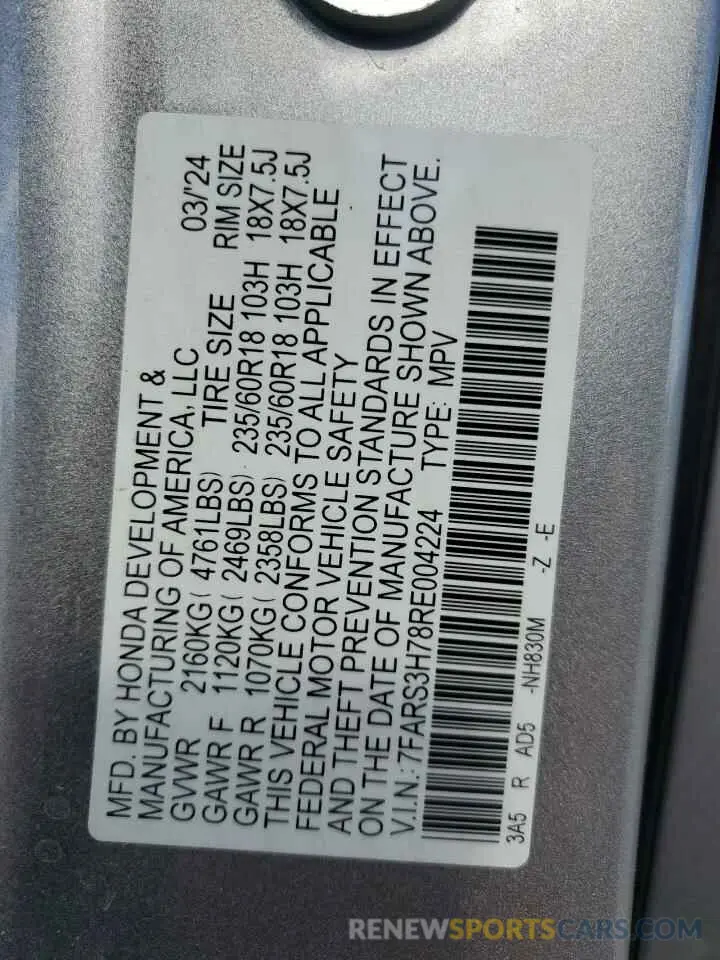 MFD. BY HONDA DEVELOPMENT &
MANUFACTURING OF AMERICA, LLC 03/'24
GVWR 2160KG( 4761LBS) TIRE SIZE RIM SIZE
GAWR F 1120KG( 2469LBS) 235/60R18 103H 18X7.5J
GAWR R 1070KG( 2358LBS) 235/60R18 103H 18X7.5J
THIS VEHICLE CONFORMS TO ALL APPLICABLE
FEDERAL MOTOR VEHICLE SAFETY
AND THEFT PREVENTION STANDARDS IN EFFECT
ON THE DATE OF MANUFACTURE SHOWN ABOVE.
V.I.N.: 7FARS3H78RE004224 TYPE: MPV
3A5 R AD5 -NH830M -Z -E
RENEWSPORTSCARS.COM